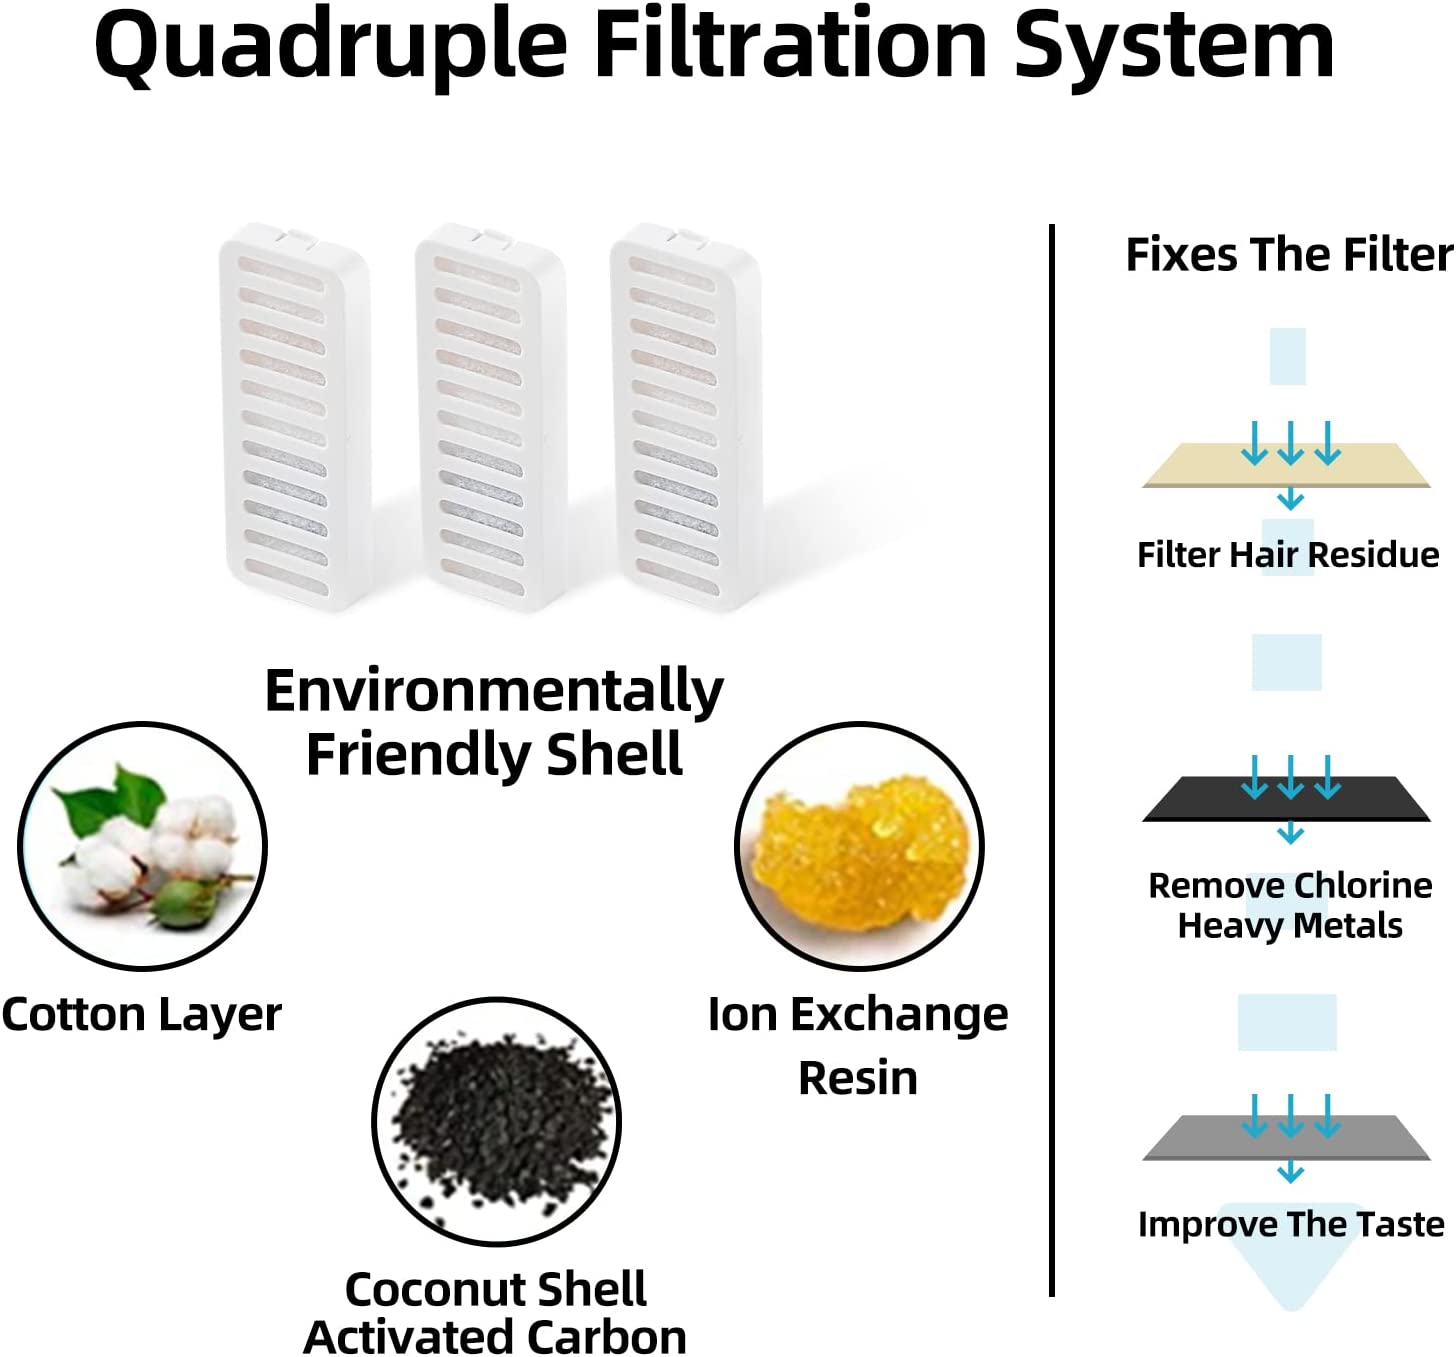 Quadruple Filtration System
Environmentally
Friendly Shell
Cotton Layer
Ion Exchange
Resin
Coconut Shell
Activated Carbon
Fixes The Filter
Filter Hair Residue
Remove Chlorine
Heavy Metals
Improve The Taste